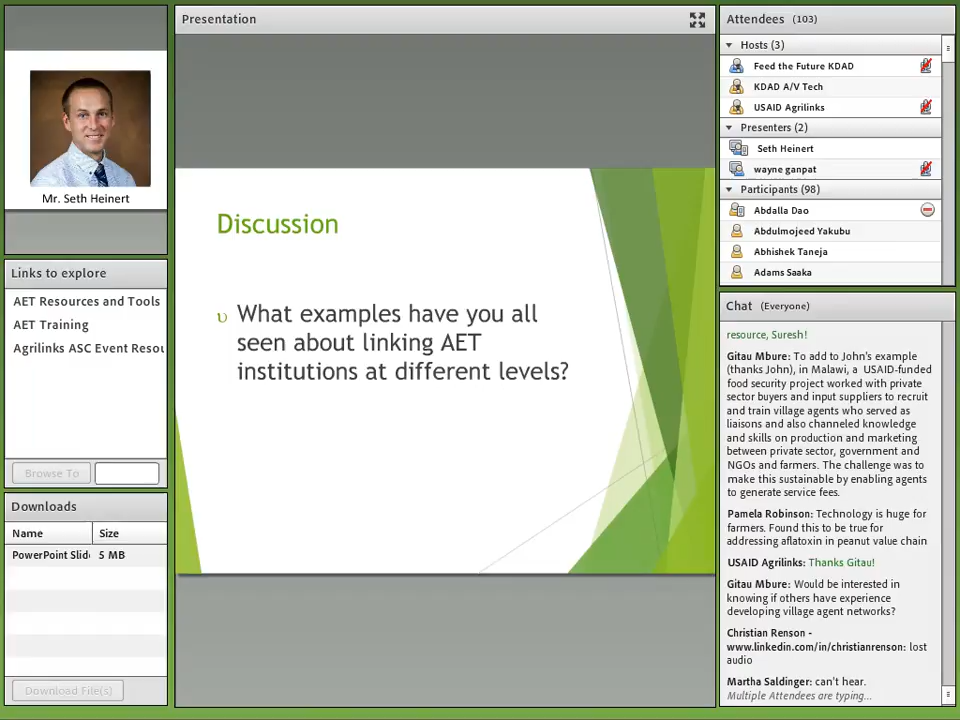 Mr. Seth Heinert
Links to explore
AET Resources and Tools
AET Training
Agrilinks ASC Event Resou
Browse To
Downloads
Name Size
PowerPoint Slid 5 MB
Download File(s)
Presentation
Discussion
What examples have you all
seen about linking AET
institutions at different levels?
Attendees (103)
Hosts (3)
Feed the Future KDAD
KDAD A/V Tech
USAID Agrilinks
Presenters (2)
Seth Heinert
wayne ganpat
Participants (98)
Abdalla Dao
Abdulmojeed Yakubu
Abhishek Taneja
Adams Saaka
Chat (Everyone)
resource, Suresh!
Gitau Mbure: To add to John's example
(thanks John), in Malawi, a USAID-funded
food security project worked with private
sector buyers and input suppliers to recruit
and train village agents who served as
liaisons and also channeled knowledge
and skills on production and marketing
between private sector, government and
NGOs and farmers. The challenge was to
make this sustainable by enabling agents
to generate service fees.
Pamela Robinson: Technology is huge for
farmers. Found this to be true for
addressing aflatoxin in peanut value chain
USAID Agrilinks: Thanks Gitau!
Gitau Mbure: Would be interested in
knowing if others have experience
developing village agent networks?
Christian Renson -
www.linkedin.com/in/christianrenson: lost
audio
Martha Saldinger: can't hear.
Multiple Attendees are typing...